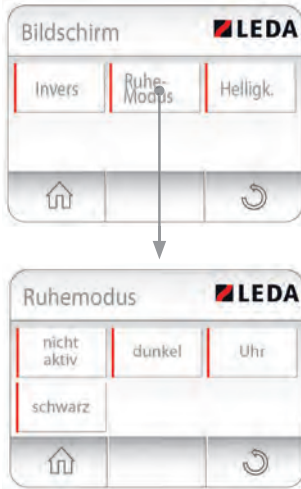 Bildschirm LEDA
Invers Ruhe-
Modus Helligk.
Ruhemodus LEDA
nicht
aktiv dunkel Uhr
schwarz